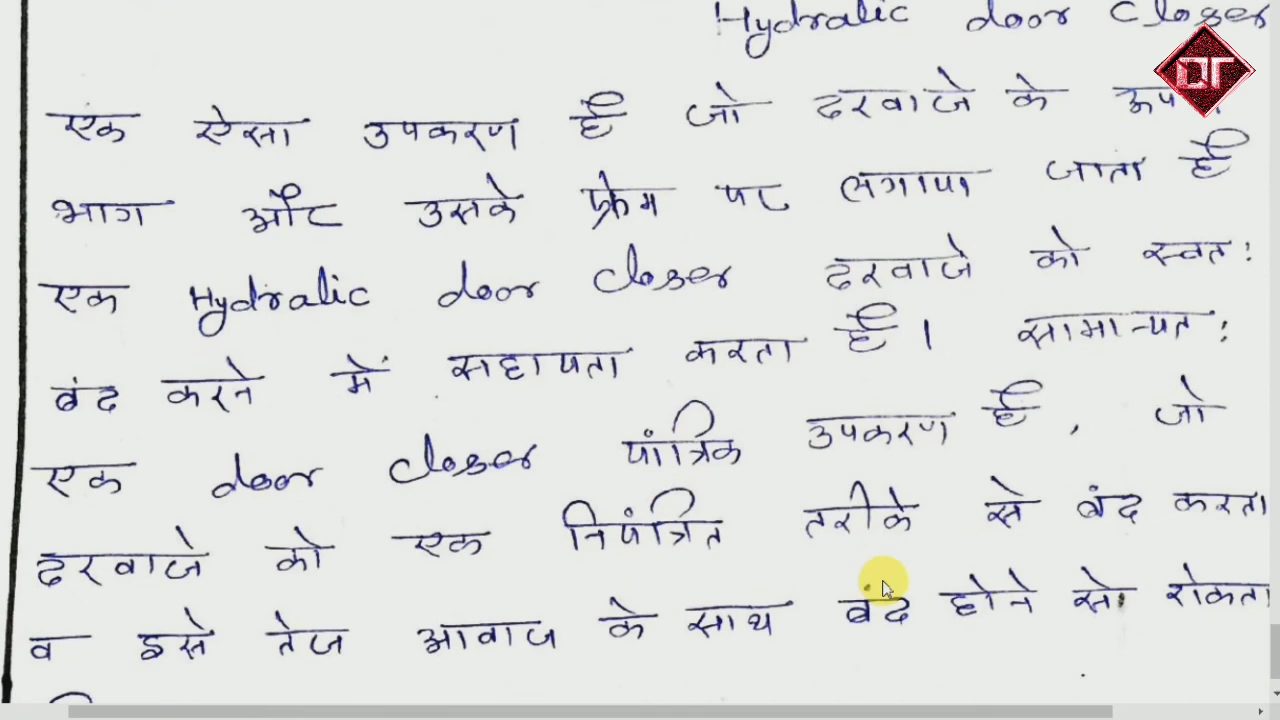 Hydralic door closer
DT
एक ऐसा उपकरण है जो दरवाजे के
भाग और उसके फ्रेम पर लगाया जाता है
एक Hydralic door closer दरवाजे को स्वत:
बंद करने में सहायता करता है। सामान्यत:
एक door closer यांत्रिक उपकरण है, जो
दरवाजे को एक नियंत्रित तरीके से बंद करता
व इसे तेज आवाज के साथ बंद होने से रोकता